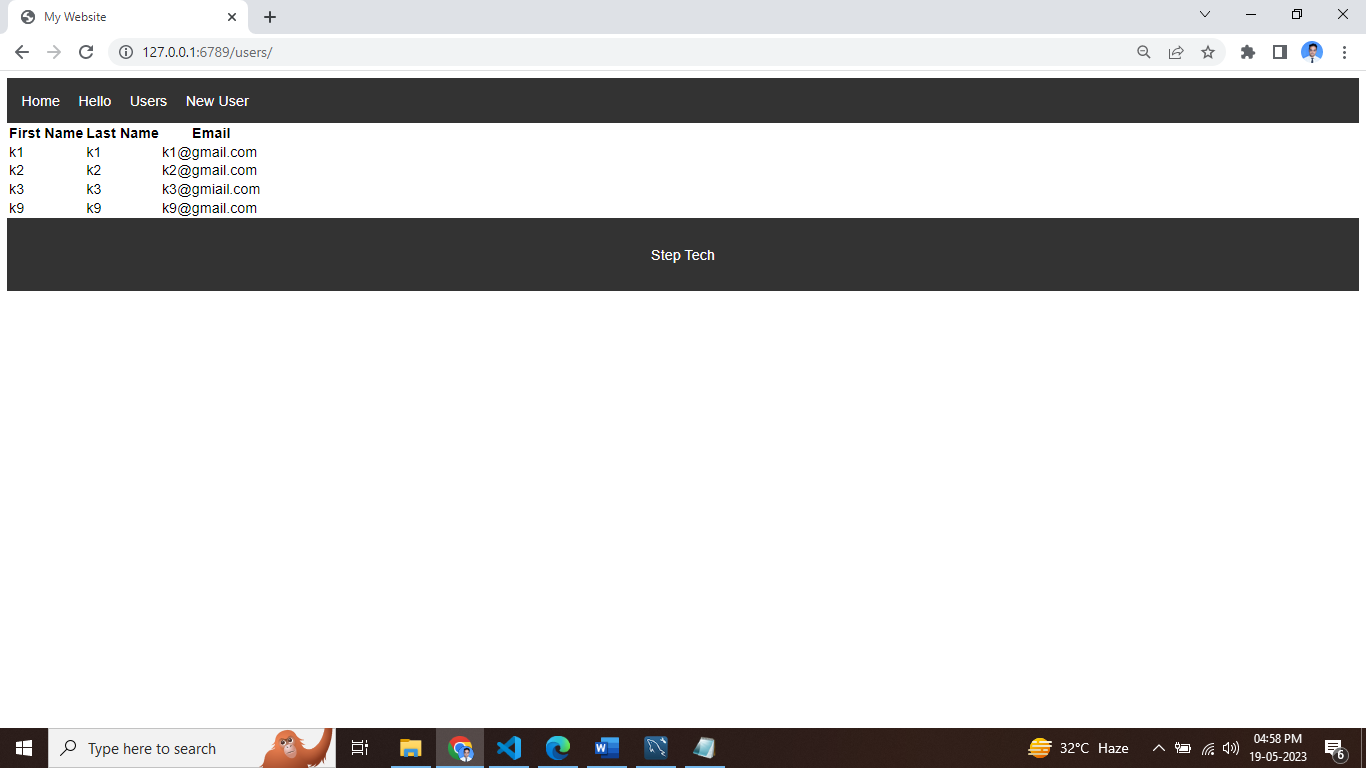 My Website
127.0.0.1:6789/users/
Home Hello Users New User
First Name Last Name Email
k1 k1 k1@gmail.com
k2 k2 k2@gmail.com
k3 k3 k3@gmiail.com
k9 k9 k9@gmail.com
Step Tech
Type here to search
32°C Haze
04:58 PM
19-05-2023
6